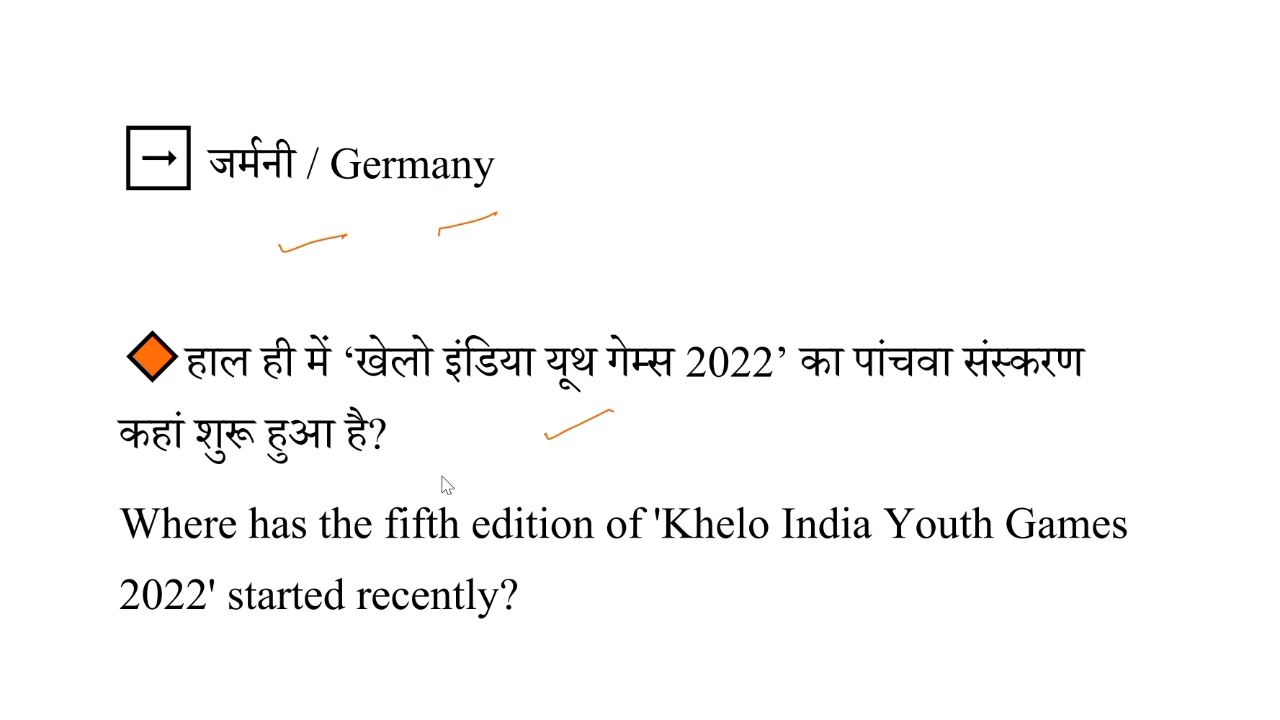 → जर्मनी / Germany
हाल ही में ‘खेलो इंडिया यूथ गेम्स 2022’ का पांचवा संस्करण
कहां शुरू हुआ है?
Where has the fifth edition of 'Khelo India Youth Games
2022' started recently?